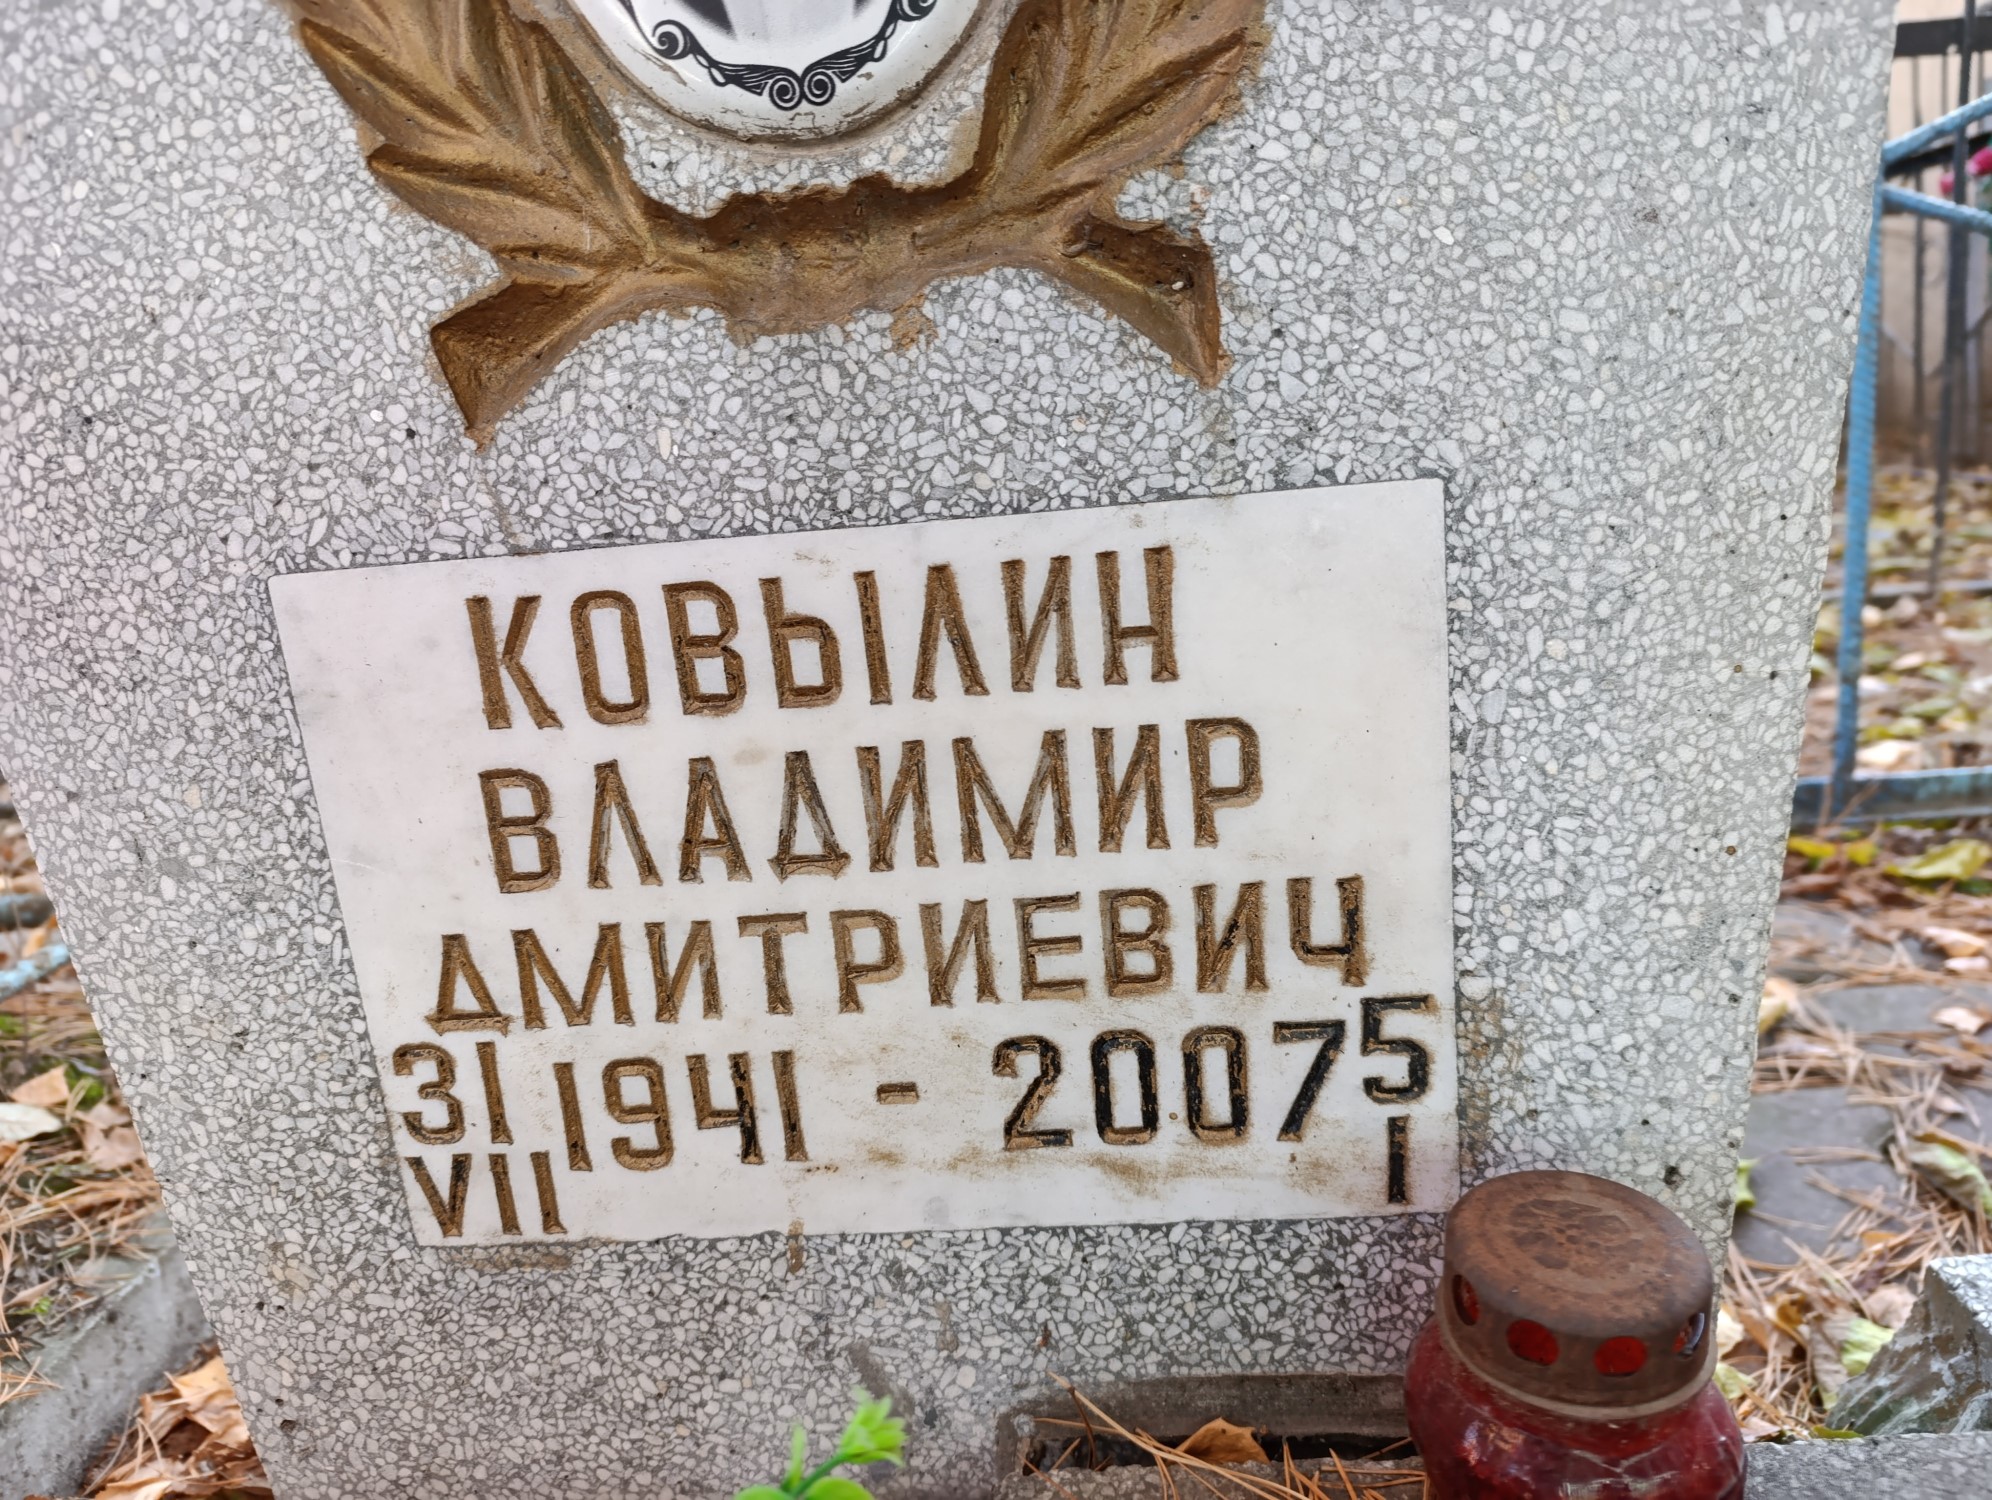 КОВЫЛИН
ВЛАДИМИР
ДМИТРИЕВИЧ
31 VII 1941 - 2007 5 I